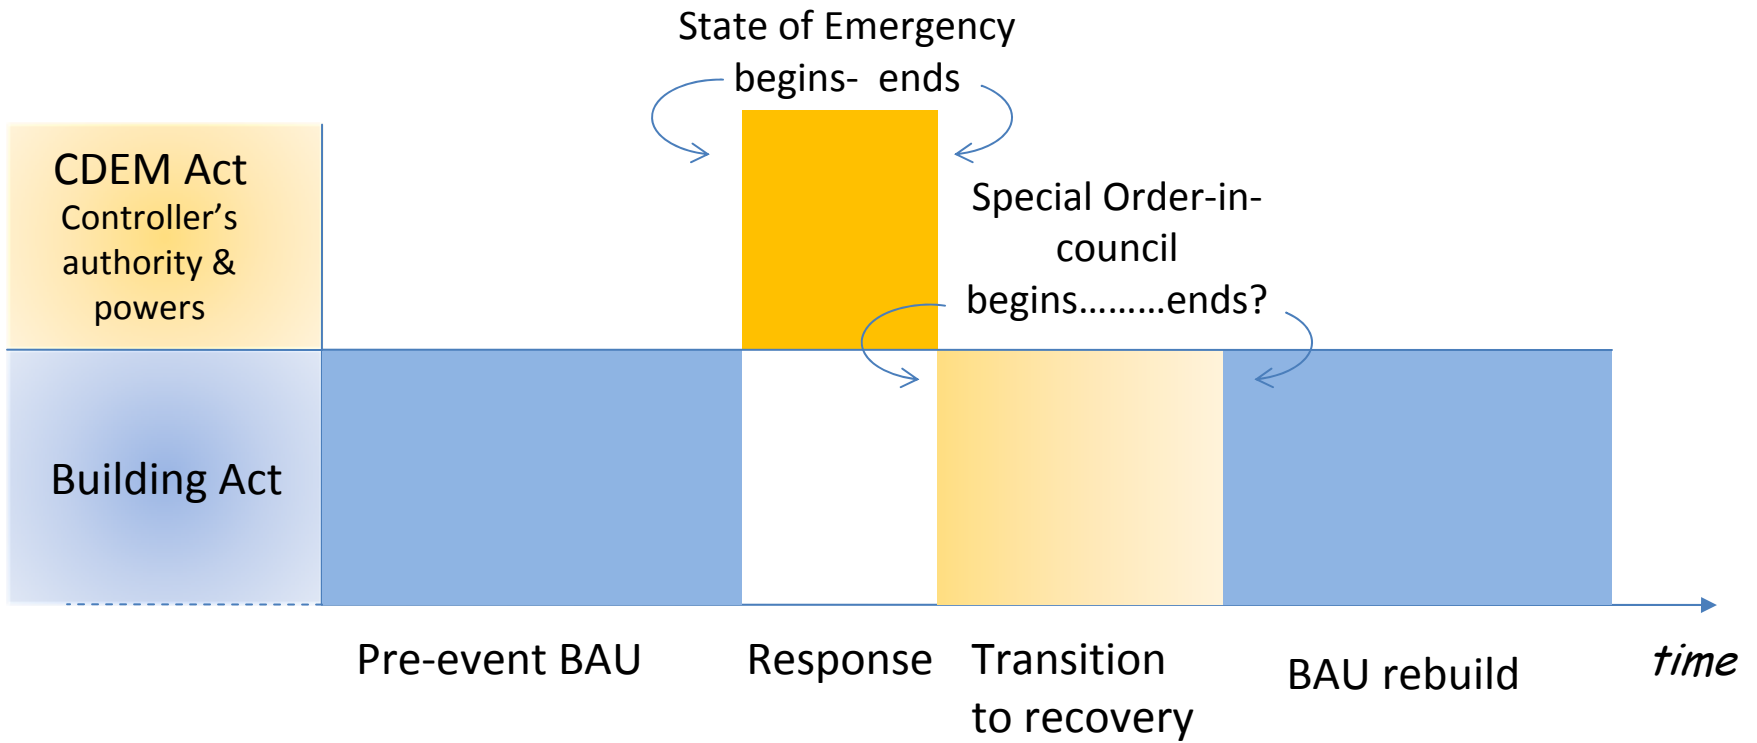 State of Emergency
begins-  ends
CDEM Act
Controller’s
authority &
powers
Special Order-in-
council
begins………ends?
Building Act
Pre-event BAU
Response
Transition
to recovery
BAU rebuild
time